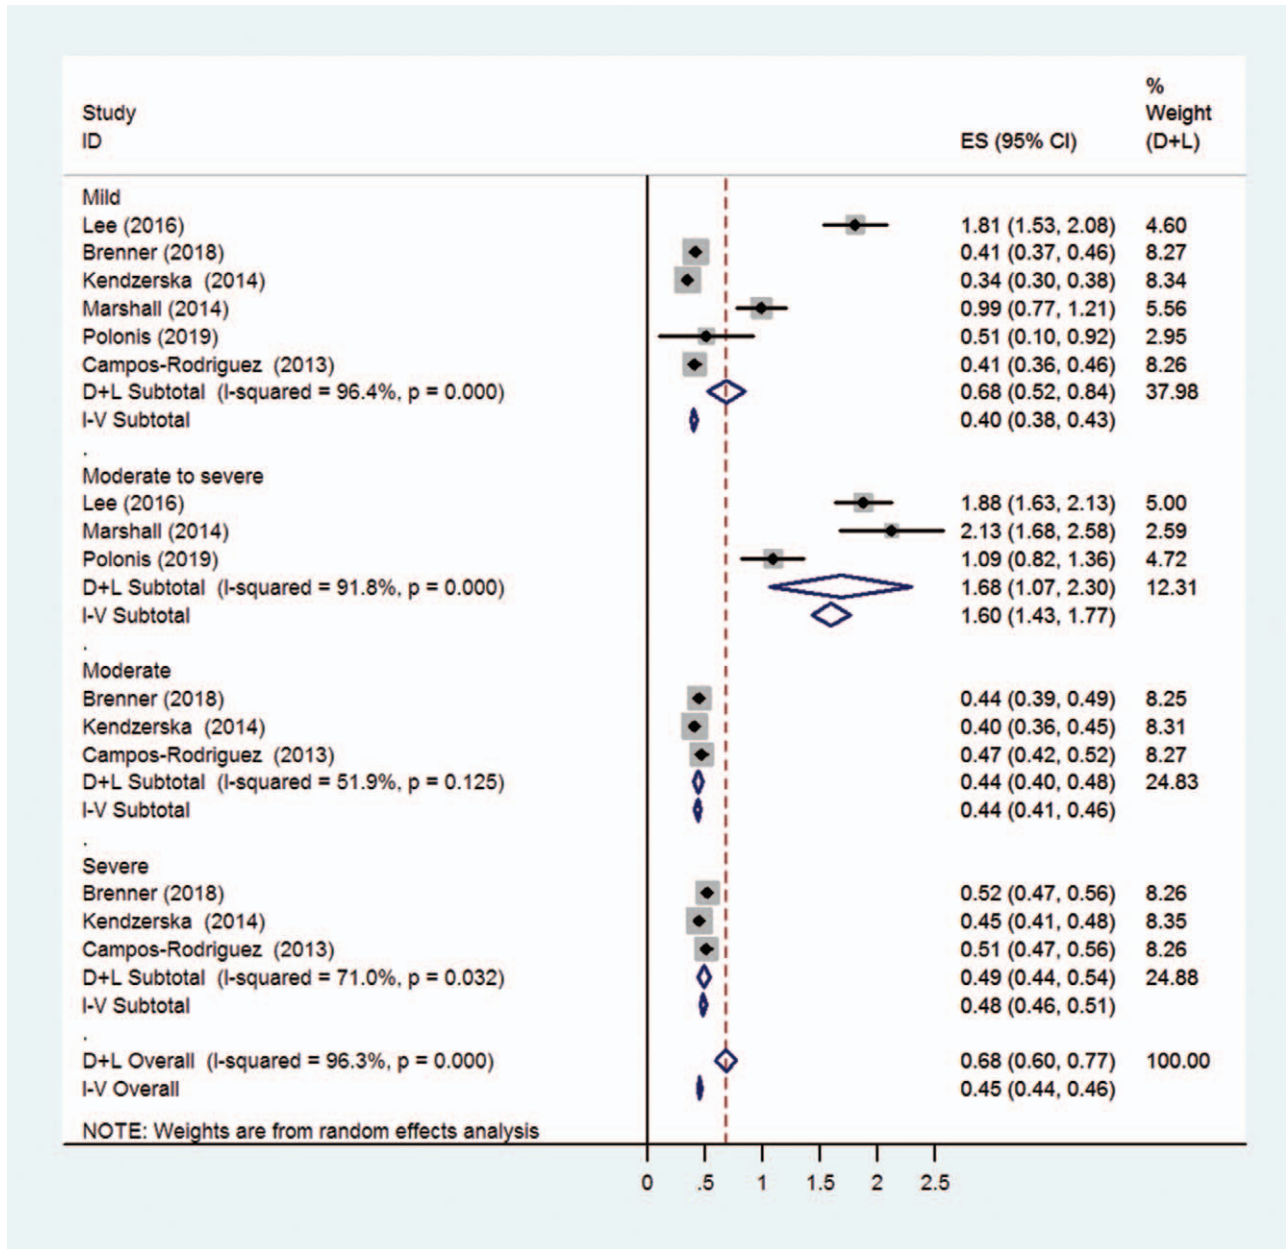 %
Study Weight
ID ES (95% CI) (D+L)
Mild
Lee (2016) 1.81 (1.53, 2.08) 4.60
Brenner (2018) 0.41 (0.37, 0.46) 8.27
Kendzerska (2014) 0.34 (0.30, 0.38) 8.34
Marshall (2014) 0.99 (0.77, 1.21) 5.56
Polonis (2019) 0.51 (0.10, 0.92) 2.95
Campos-Rodriguez (2013) 0.41 (0.36, 0.46) 8.26
D+L Subtotal (I-squared = 96.4%, p = 0.000) 0.68 (0.52, 0.84) 37.98
I-V Subtotal 0.40 (0.38, 0.43)
.
Moderate to severe
Lee (2016) 1.88 (1.63, 2.13) 5.00
Marshall (2014) 2.13 (1.68, 2.58) 2.59
Polonis (2019) 1.09 (0.82, 1.36) 4.72
D+L Subtotal (I-squared = 91.8%, p = 0.000) 1.68 (1.07, 2.30) 12.31
I-V Subtotal 1.60 (1.43, 1.77)
.
Moderate
Brenner (2018) 0.44 (0.39, 0.49) 8.25
Kendzerska (2014) 0.40 (0.36, 0.45) 8.31
Campos-Rodriguez (2013) 0.47 (0.42, 0.52) 8.27
D+L Subtotal (I-squared = 51.9%, p = 0.125) 0.44 (0.40, 0.48) 24.83
I-V Subtotal 0.44 (0.41, 0.46)
.
Severe
Brenner (2018) 0.52 (0.47, 0.56) 8.26
Kendzerska (2014) 0.45 (0.41, 0.48) 8.35
Campos-Rodriguez (2013) 0.51 (0.47, 0.56) 8.26
D+L Subtotal (I-squared = 71.0%, p = 0.032) 0.49 (0.44, 0.54) 24.88
I-V Subtotal 0.48 (0.46, 0.51)
.
D+L Overall (I-squared = 96.3%, p = 0.000) 0.68 (0.60, 0.77) 100.00
I-V Overall 0.45 (0.44, 0.46)
NOTE: Weights are from random effects analysis
0 .5 1 1.5 2 2.5